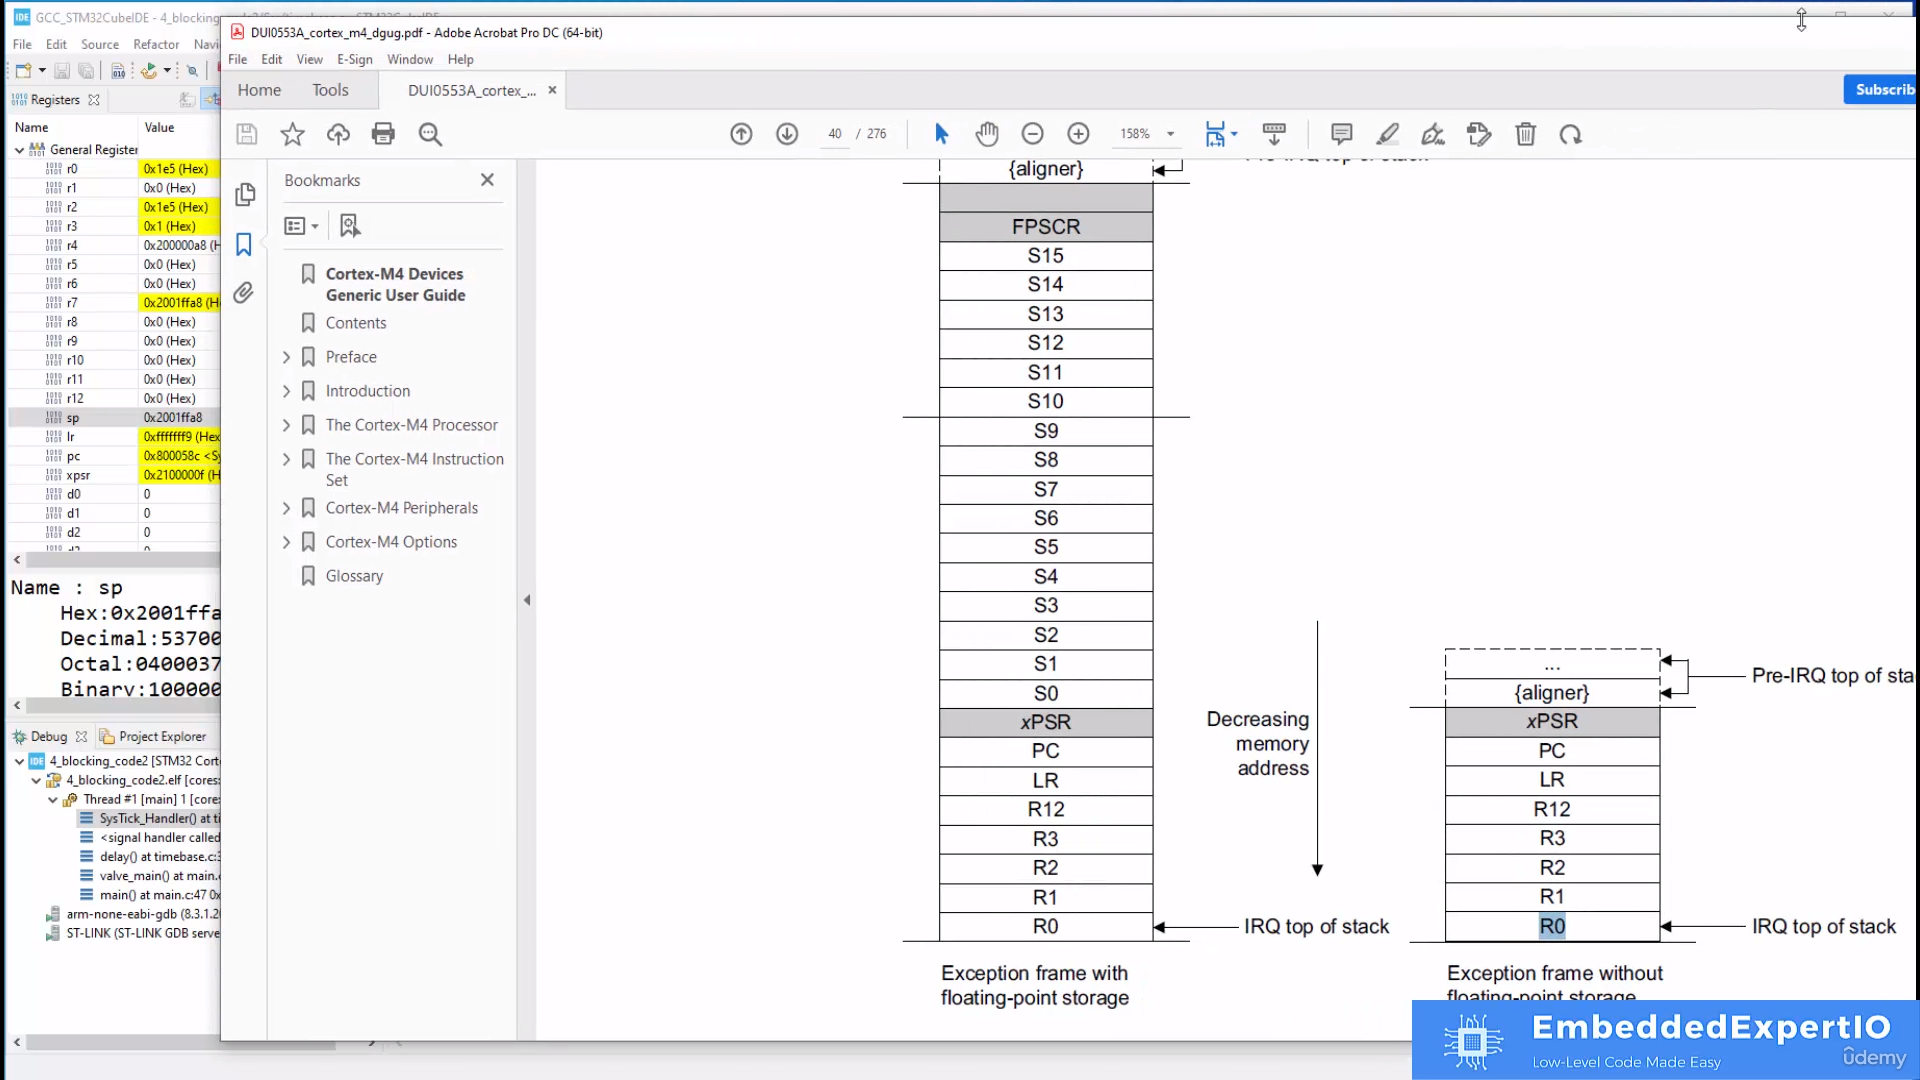 GCC_STM32CubeIDE - 4_blocking_
File Edit Source Refactor Navi
Registers
Name Value
General Register
r0 0x1e5 (Hex)
r1 0x0 (Hex)
r2 0x1e5 (Hex)
r3 0x1 (Hex)
r4 0x200000a8 (H
r5 0x0 (Hex)
r6 0x0 (Hex)
r7 0x2001ffa8 (H
r8 0x0 (Hex)
r9 0x0 (Hex)
r10 0x0 (Hex)
r11 0x0 (Hex)
r12 0x0 (Hex)
sp 0x2001ffa8
lr 0xfffffff9 (Hex
pc 0x800058c <Sy
xpsr 0x2100000f (H
d0 0
d1 0
d2 0
Name : sp
Hex:0x2001ffa
Decimal:53700
Octal:0400037
Binary:100000
Debug Project Explorer
4_blocking_code2 [STM32 Cort
4_blocking_code2.elf [cores:
Thread #1 [main] 1 [core:
SysTick_Handler() at ti
<signal handler called
delay() at timebase.c:3
valve_main() at main.
main() at main.c:47 0x
arm-none-eabi-gdb (8.3.1.20
ST-LINK (ST-LINK GDB serve
DUI0553A_cortex_m4_dgug.pdf - Adobe Acrobat Pro DC (64-bit)
File Edit View E-Sign Window Help
Home Tools DUI0553A_cortex_...
Subscrib
40 / 276 158%
Bookmarks
Cortex-M4 Devices
Generic User Guide
Contents
Preface
Introduction
The Cortex-M4 Processor
The Cortex-M4 Instruction
Set
Cortex-M4 Peripherals
Cortex-M4 Options
Glossary
{aligner}
FPSCR
S15
S14
S13
S12
S11
S10
S9
S8
S7
S6
S5
S4
S3
S2
S1
S0
xPSR
PC
LR
R12
R3
R2
R1
R0
IRQ top of stack
Exception frame with
floating-point storage
Decreasing
memory
address
...
Pre-IRQ top of sta
{aligner}
xPSR
PC
LR
R12
R3
R2
R1
R0
IRQ top of stack
Exception frame without
floating-point storage
EmbeddedExpertIO
Low-Level Code Made Easy
ûdemy